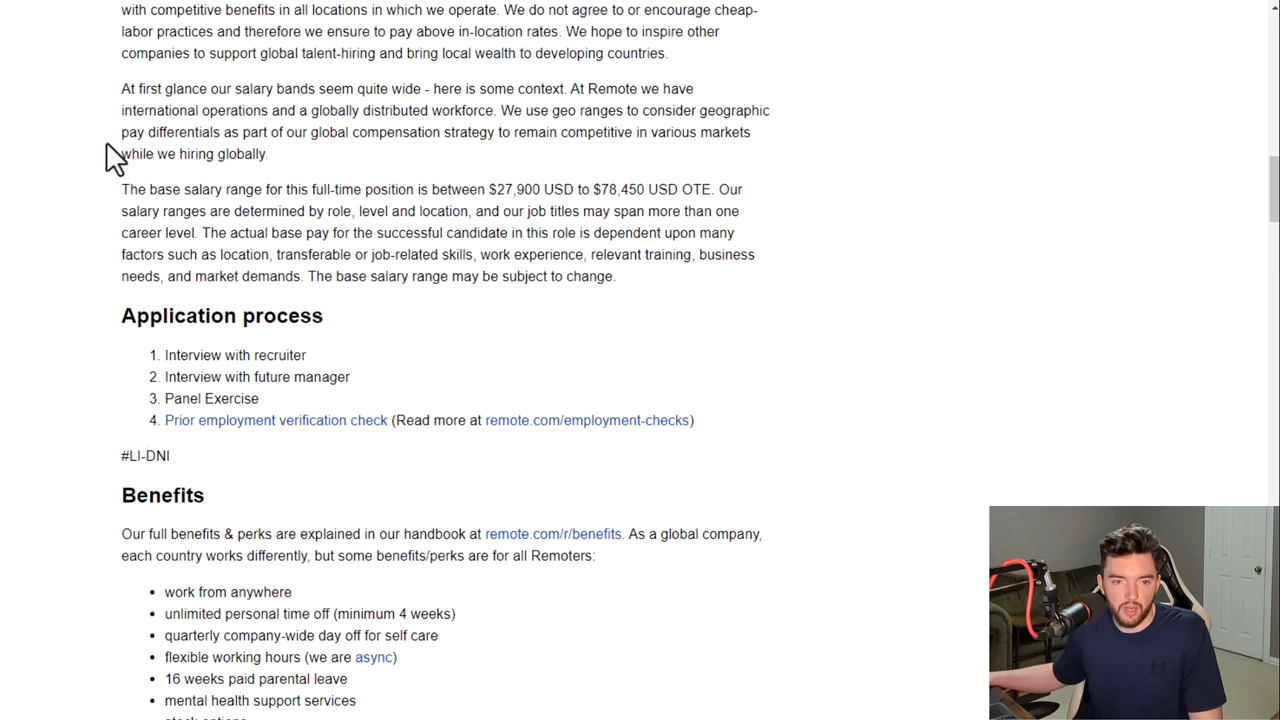 with competitive benefits in all locations in which we operate. We do not agree to or encourage cheap-
labor practices and therefore we ensure to pay above in-location rates. We hope to inspire other
companies to support global talent-hiring and bring local wealth to developing countries.
At first glance our salary bands seem quite wide - here is some context. At Remote we have
international operations and a globally distributed workforce. We use geo ranges to consider geographic
pay differentials as part of our global compensation strategy to remain competitive in various markets
while we hiring globally.
The base salary range for this full-time position is between $27,900 USD to $78,450 USD OTE. Our
salary ranges are determined by role, level and location, and our job titles may span more than one
career level. The actual base pay for the successful candidate in this role is dependent upon many
factors such as location, transferable or job-related skills, work experience, relevant training, business
needs, and market demands. The base salary range may be subject to change.
Application process
1. Interview with recruiter
2. Interview with future manager
3. Panel Exercise
4. Prior employment verification check (Read more at remote.com/employment-checks)
#LI-DNI
Benefits
Our full benefits & perks are explained in our handbook at remote.com/r/benefits. As a global company,
each country works differently, but some benefits/perks are for all Remoters:
• work from anywhere
• unlimited personal time off (minimum 4 weeks)
• quarterly company-wide day off for self care
• flexible working hours (we are async)
• 16 weeks paid parental leave
• mental health support services
• stock options